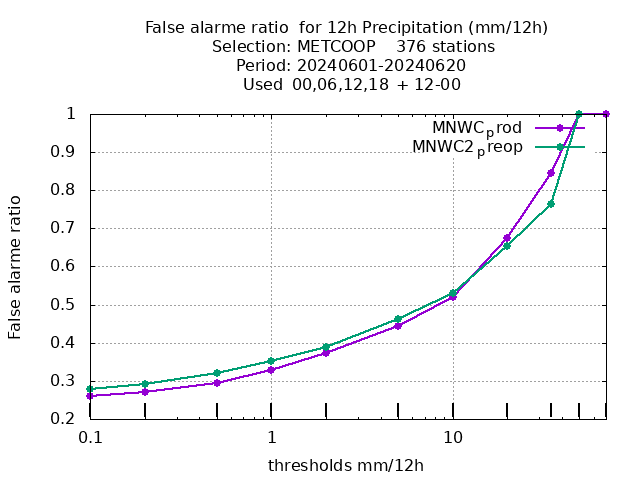 False alarme ratio  for 12h Precipitation (mm/12h)
Selection: METCOOP    376 stations
Period: 20240601-20240620
Used  00,06,12,18  + 12-00
MNWCprod
MNWC2preop
1
0.9
0.8
0.7
0.6
0.5
0.4
0.3
0.2
False alarme ratio
0.1
1
10
thresholds mm/12h